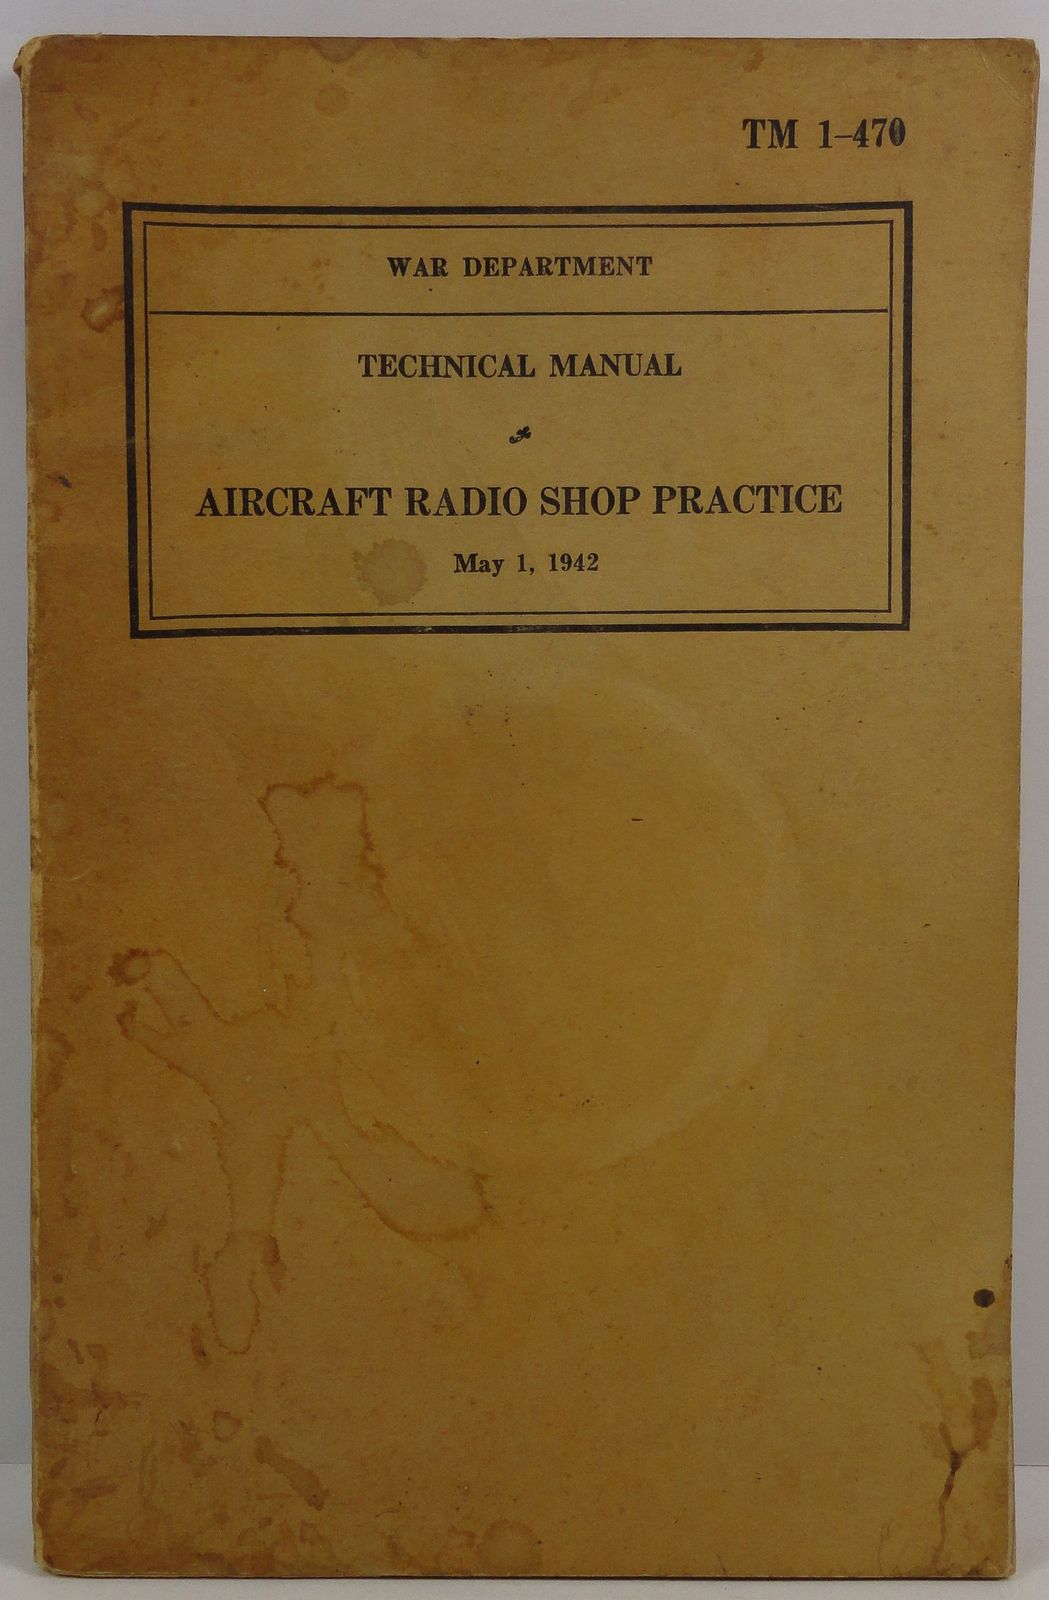 TM 1–470
WAR DEPARTMENT
TECHNICAL MANUAL
AIRCRAFT RADIO SHOP PRACTICE
May 1, 1942